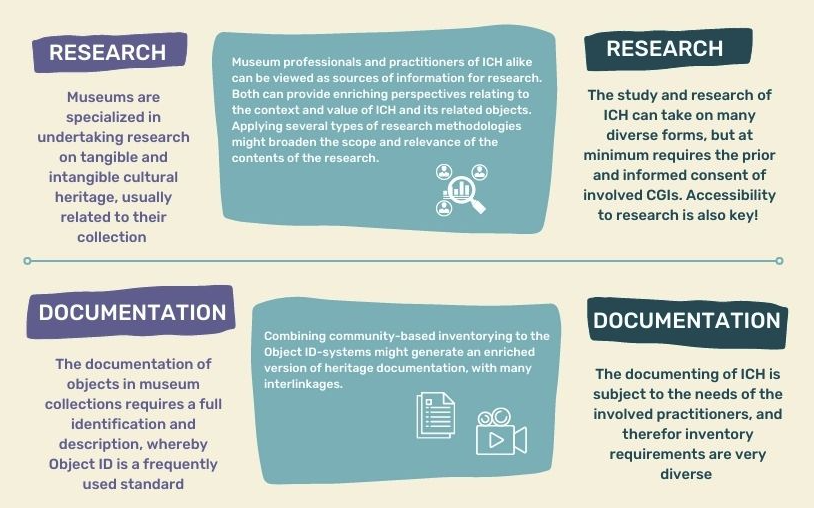 RESEARCH
Museums are
specialized in
undertaking research
on tangible and
intangible cultural
heritage, usually
related to their
collection
Museum professionals and practitioners of ICH alike
can be viewed as sources of information for research.
Both can provide enriching perspectives relating to
the context and value of ICH and its related objects.
Applying several types of research methodologies
might broaden the scope and relevance of the
contents of the research.
RESEARCH
The study and research of
ICH can take on many
diverse forms, but at
minimum requires the prior
and informed consent of
involved CGIs. Accessibility
to research is also key!
DOCUMENTATION
The documentation of
objects in museum
collections requires a full
identification and
description, whereby
Object ID is a frequently
used standard
Combining community-based inventorying to the
Object ID-systems might generate an enriched
version of heritage documentation, with many
interlinkages.
DOCUMENTATION
The documenting of ICH is
subject to the needs of the
involved practitioners, and
therefor inventory
requirements are very
diverse